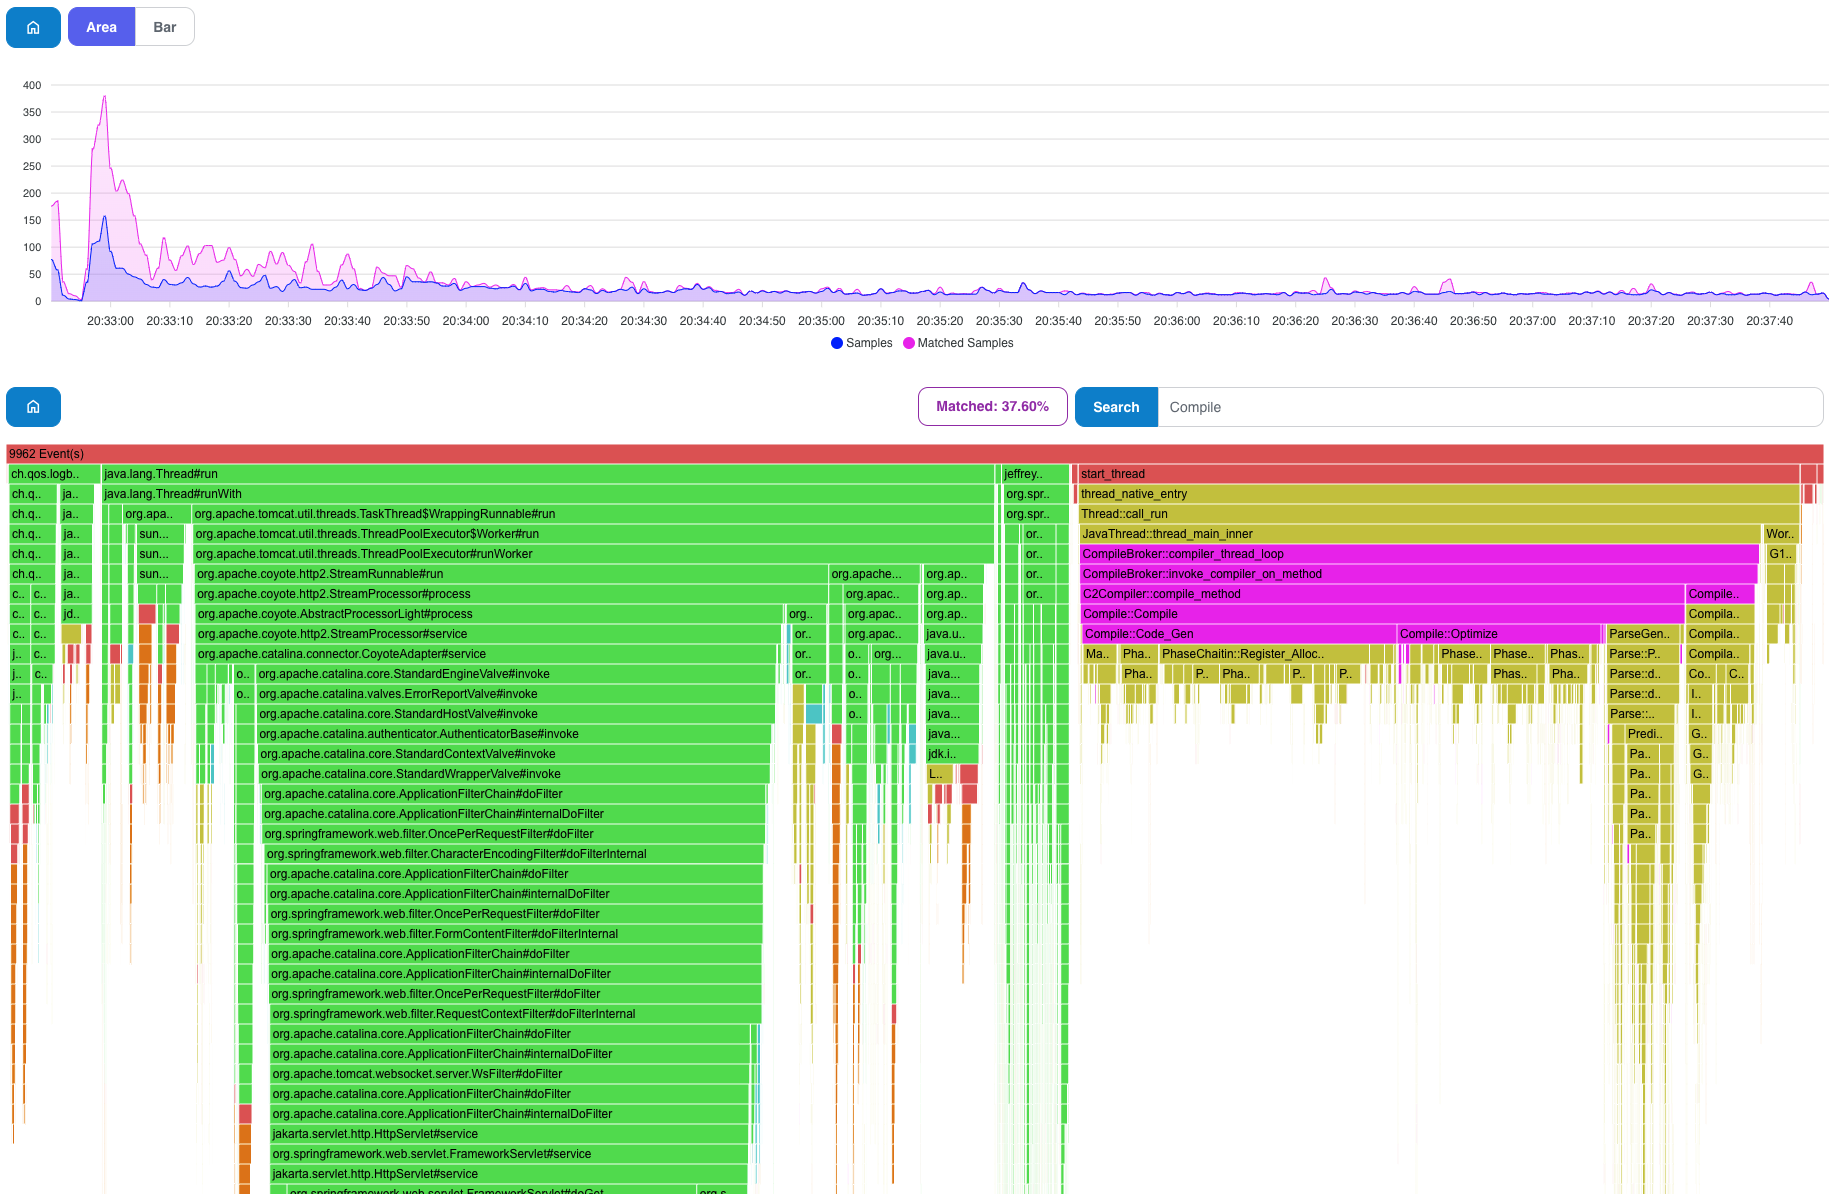 Area Bar
400
350
300
250
200
150
100
50
0
20:33:00 20:33:10 20:33:20 20:33:30 20:33:40 20:33:50 20:34:00 20:34:10 20:34:20 20:34:30 20:34:40 20:34:50 20:35:00 20:35:10 20:35:20 20:35:30 20:35:40 20:35:50 20:36:00 20:36:10 20:36:20 20:36:30 20:36:40 20:36:50 20:37:00 20:37:10 20:37:20 20:37:30 20:37:40
Samples Matched Samples
Matched: 37.60% Search Compile
9962 Event(s)
ch.qos.logb.. java.lang.Thread#run jeffrey.. start_thread
ch.q.. ja.. java.lang.Thread#runWith org.spr.. thread_native_entry
ch.q.. ja.. org.apa.. org.apache.tomcat.util.threads.TaskThread$WrappingRunnable#run org.spr.. Thread::call_run
ch.q.. ja.. sun... org.apache.tomcat.util.threads.ThreadPoolExecutor$Worker#run or.. JavaThread::thread_main_inner Wor..
ch.q.. ja.. sun... org.apache.tomcat.util.threads.ThreadPoolExecutor#runWorker or.. CompileBroker::compiler_thread_loop G1..
ch.q.. ja.. sun... org.apache.coyote.http2.StreamRunnable#run org.apache... org.ap.. or.. CompileBroker::invoke_compiler_on_method
c.. c.. ja.. org.apache.coyote.http2.StreamProcessor#process org.apac.. org.ap.. or.. C2Compiler::compile_method Compile..
c.. c.. jd.. org.apache.coyote.AbstractProcessorLight#process org.. org.apac.. org.ap.. Compile::Compile Compila..
c.. c.. org.apache.coyote.http2.StreamProcessor#service or.. org.apac.. java.u.. Compile::Code_Gen Compile::Optimize ParseGen.. Compila..
j.. c.. org.apache.catalina.connector.CoyoteAdapter#service or.. o.. org... java.u.. Ma.. Pha.. PhaseChaitin::Register_Alloc.. Phase.. Phase.. Phas.. Parse::P.. Compila..
j.. c.. o.. org.apache.catalina.core.StandardEngineValve#invoke or.. o.. java... Pha.. P.. Pha.. P.. P.. Phas.. Pha.. Parse::d.. Co.. C..
j.. o.. org.apache.catalina.valves.ErrorReportValve#invoke o.. java... Parse::d.. I..
org.apache.catalina.core.StandardHostValve#invoke o.. java... Parse::.. I..
org.apache.catalina.authenticator.AuthenticatorBase#invoke java... Predi.. G..
org.apache.catalina.core.StandardContextValve#invoke jdk.i.. Pa.. G..
org.apache.catalina.core.StandardWrapperValve#invoke L.. Pa.. G..
org.apache.catalina.core.ApplicationFilterChain#doFilter Pa..
org.apache.catalina.core.ApplicationFilterChain#internalDoFilter Pa..
org.springframework.web.filter.OncePerRequestFilter#doFilter Pa..
org.springframework.web.filter.CharacterEncodingFilter#doFilterInternal
org.apache.catalina.core.ApplicationFilterChain#doFilter
org.apache.catalina.core.ApplicationFilterChain#internalDoFilter
org.springframework.web.filter.OncePerRequestFilter#doFilter
org.springframework.web.filter.FormContentFilter#doFilterInternal
org.apache.catalina.core.ApplicationFilterChain#doFilter
org.apache.catalina.core.ApplicationFilterChain#internalDoFilter
org.springframework.web.filter.OncePerRequestFilter#doFilter
org.springframework.web.filter.RequestContextFilter#doFilterInternal
org.apache.catalina.core.ApplicationFilterChain#doFilter
org.apache.catalina.core.ApplicationFilterChain#internalDoFilter
org.apache.tomcat.websocket.server.WsFilter#doFilter
org.apache.catalina.core.ApplicationFilterChain#doFilter
org.apache.catalina.core.ApplicationFilterChain#internalDoFilter
jakarta.servlet.http.HttpServlet#service
org.springframework.web.servlet.FrameworkServlet#service
jakarta.servlet.http.HttpServlet#service
org.springframework.web.servlet.FrameworkServlet#doGet org.s..